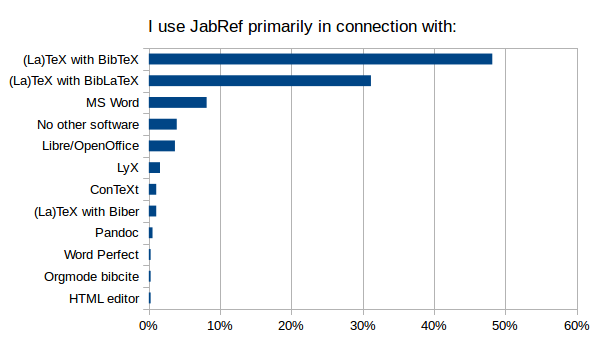 I use JabRef primarily in connection with:
(La)TeX with BibTeX
(La)TeX with BibLaTeX
MS Word
No other software
Libre/OpenOffice
LyX
ConTeXt
(La)TeX with Biber
Pandoc
Word Perfect
Orgmode bibcite
HTML editor
0% 10% 20% 30% 40% 50% 60%